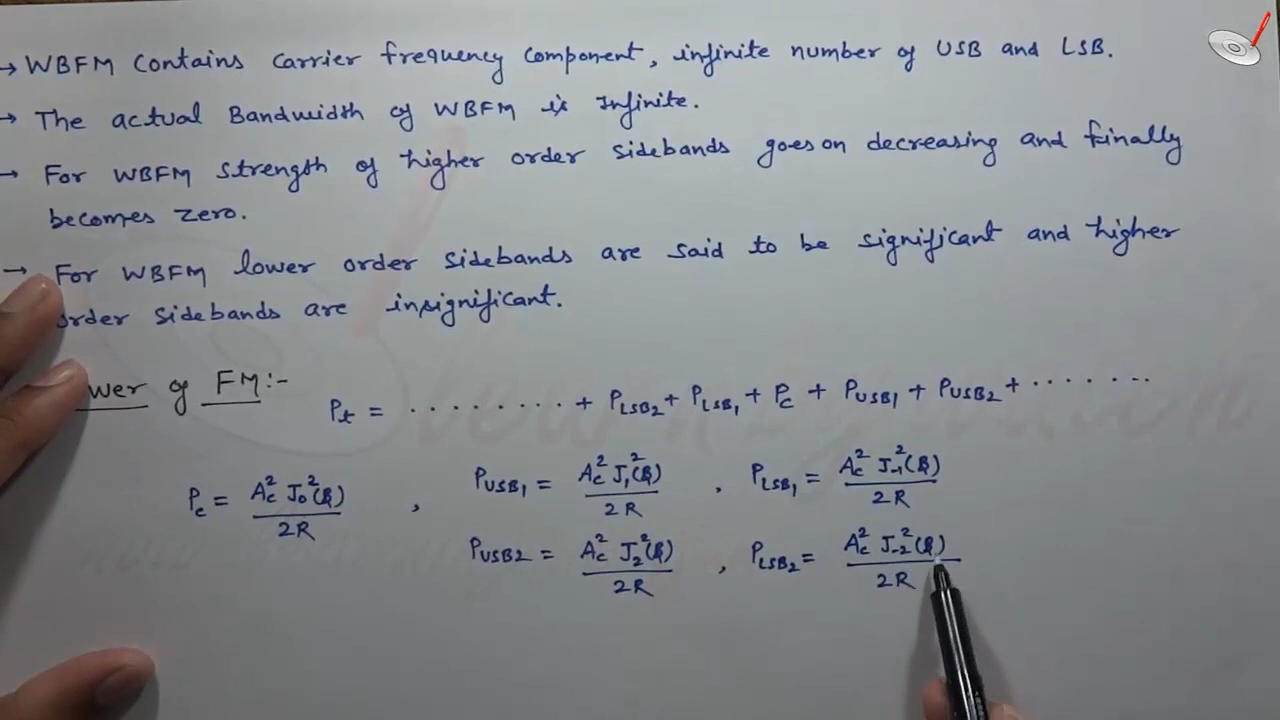 → WBFM contains carrier frequency component, infinite number of USB and LSB.
→ The actual Bandwidth of WBFM is Infinite.
→ For WBFM strength of higher order sidebands goes on decreasing and finally
becomes zero.
→ For WBFM lower order sidebands are said to be significant and higher
order sidebands are insignificant.
wer of FM:-
Pt = ......... + PLSB2 + PLSB1 + Pc + PUSB1 + PUSB2 + .......
Pc = Ac² J0²(β) / 2R , PUSB1 = Ac² J1²(β) / 2R , PLSB1 = Ac² J-1²(β) / 2R
PUSB2 = Ac² J2²(β) / 2R , PLSB2 = Ac² J-2²(β) / 2R